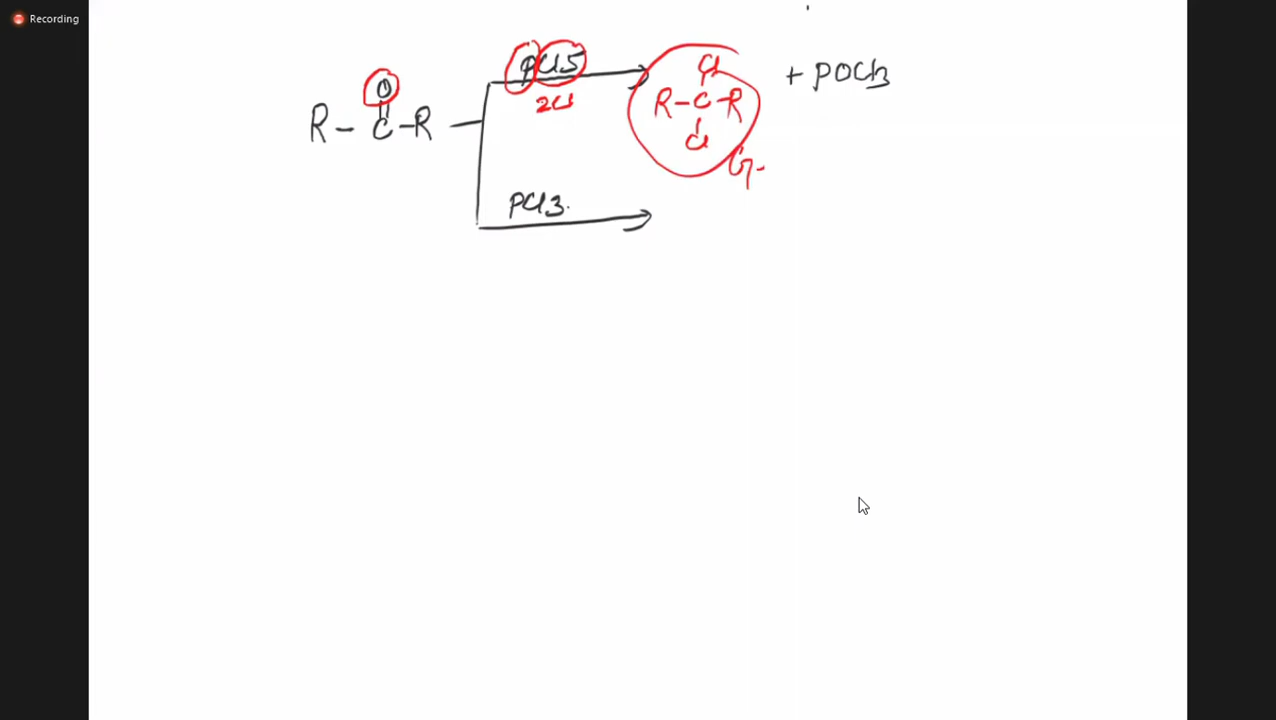 Recording
O
PCl5
2Cl
Cl
R - C - R
+ POCl3
R - C - R
Cl
PCl3.